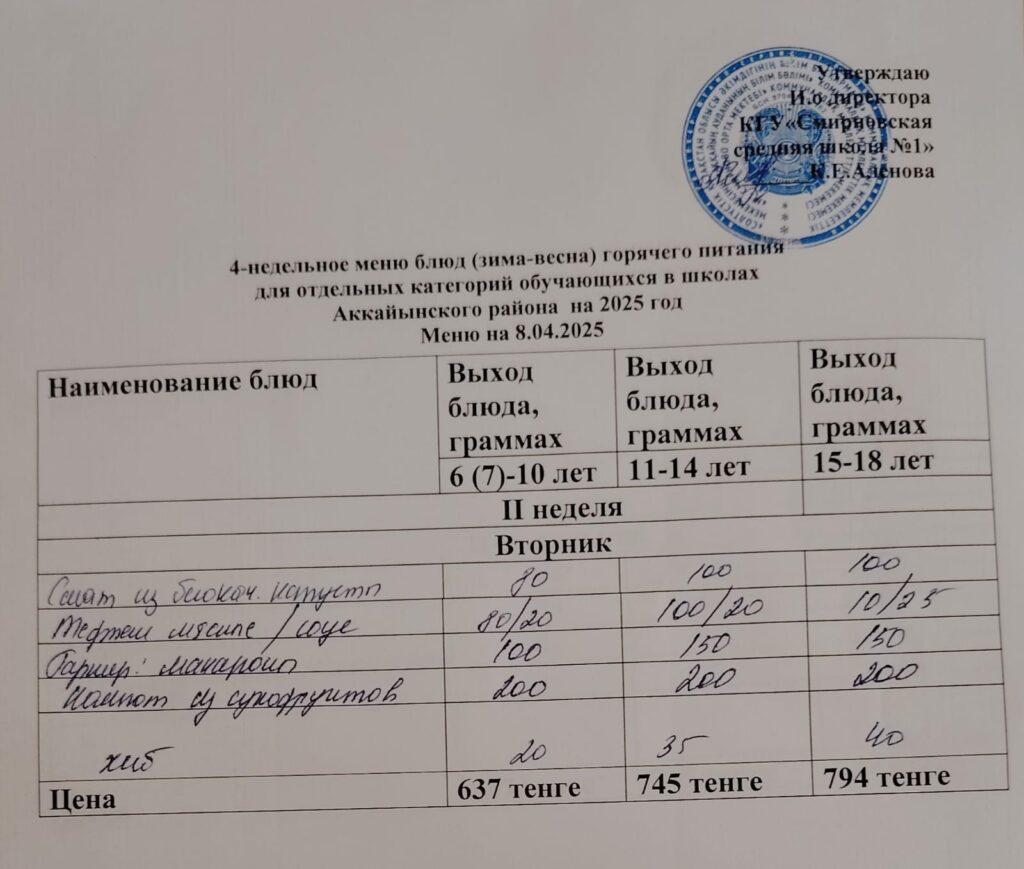 Утверждаю
И.о директора
КГУ«Смирновская
средняя школа №1»
К.Е.Аленова
4-недельное меню блюд (зима-весна) горячего питания
для отдельных категорий обучающихся в школах
Аккайынского района на 2025 год
Меню на 8.04.2025
Наименование блюд Выход блюда, граммах Выход блюда, граммах Выход блюда, граммах
6 (7)-10 лет 11-14 лет 15-18 лет
II неделя
Вторник
Салат из белокач. капусты 80 100 100
Тефтели мясные / соус 80/20 100/20 10/25
Гарнир: макароны 100 150 150
Компот из сухофруктов 200 200 200
хлеб 20 35 40
Цена 637 тенге 745 тенге 794 тенге